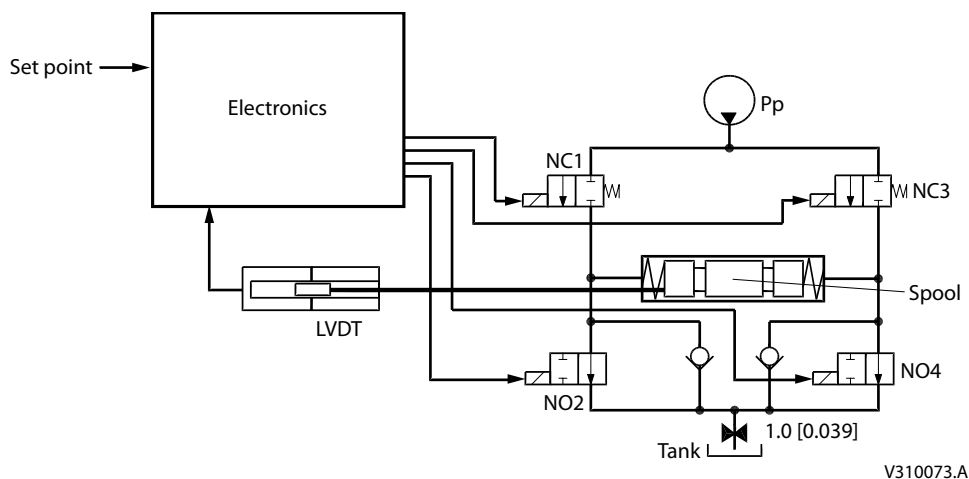 Set point
Electronics
Pp
NC1
NC3
Spool
LVDT
NO2
NO4
1.0 [0.039]
Tank
V310073.A